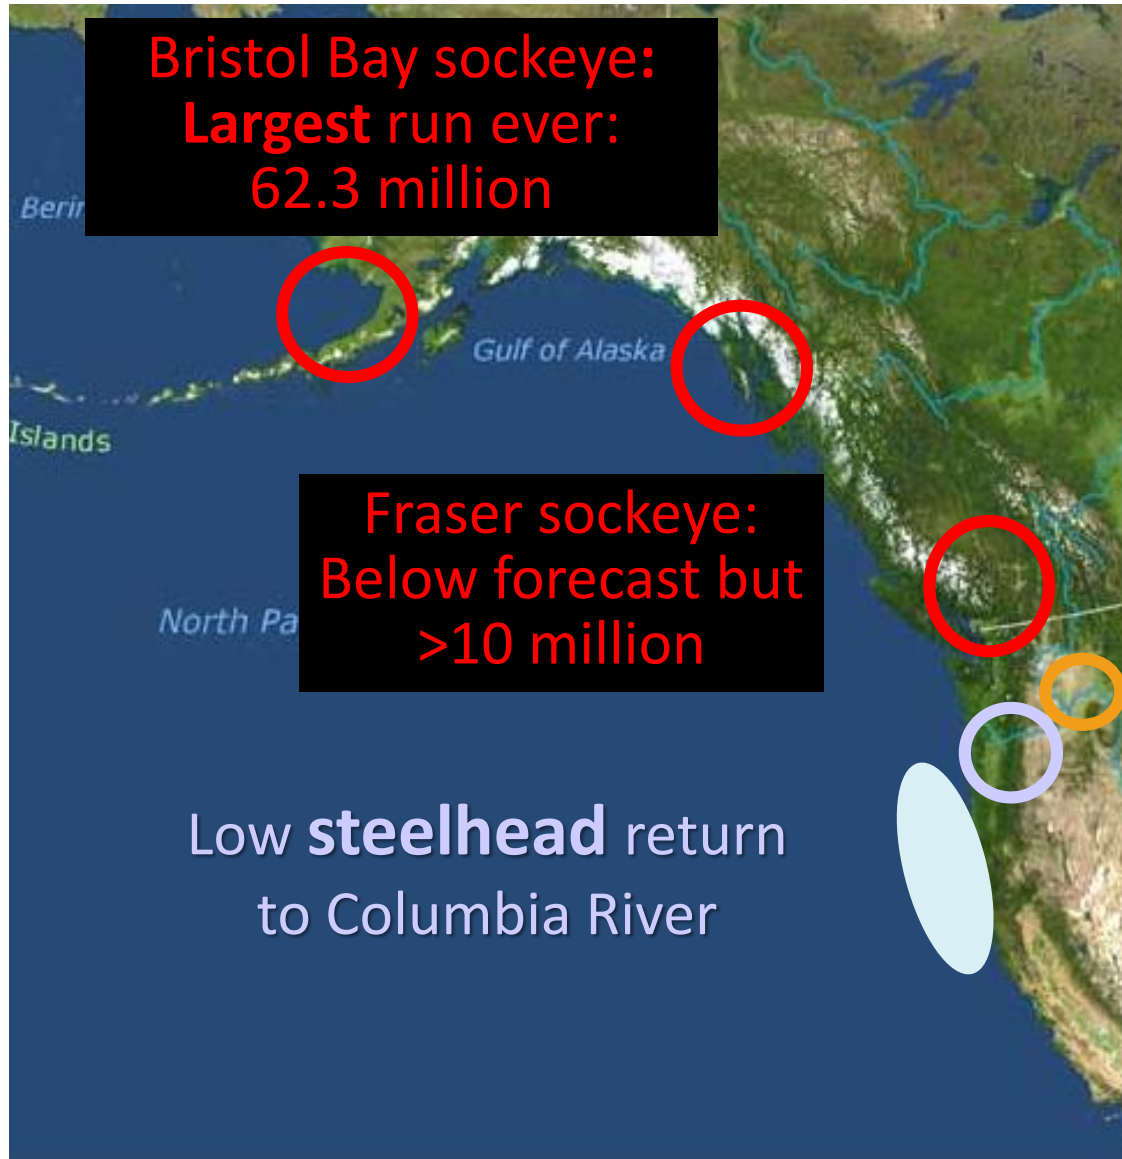 Bristol Bay sockeye:
Largest run ever:
62.3 million
Gulf of Alaska
Islands
Fraser sockeye:
Below forecast but
>10 million
North
Low steelhead return
to Columbia River